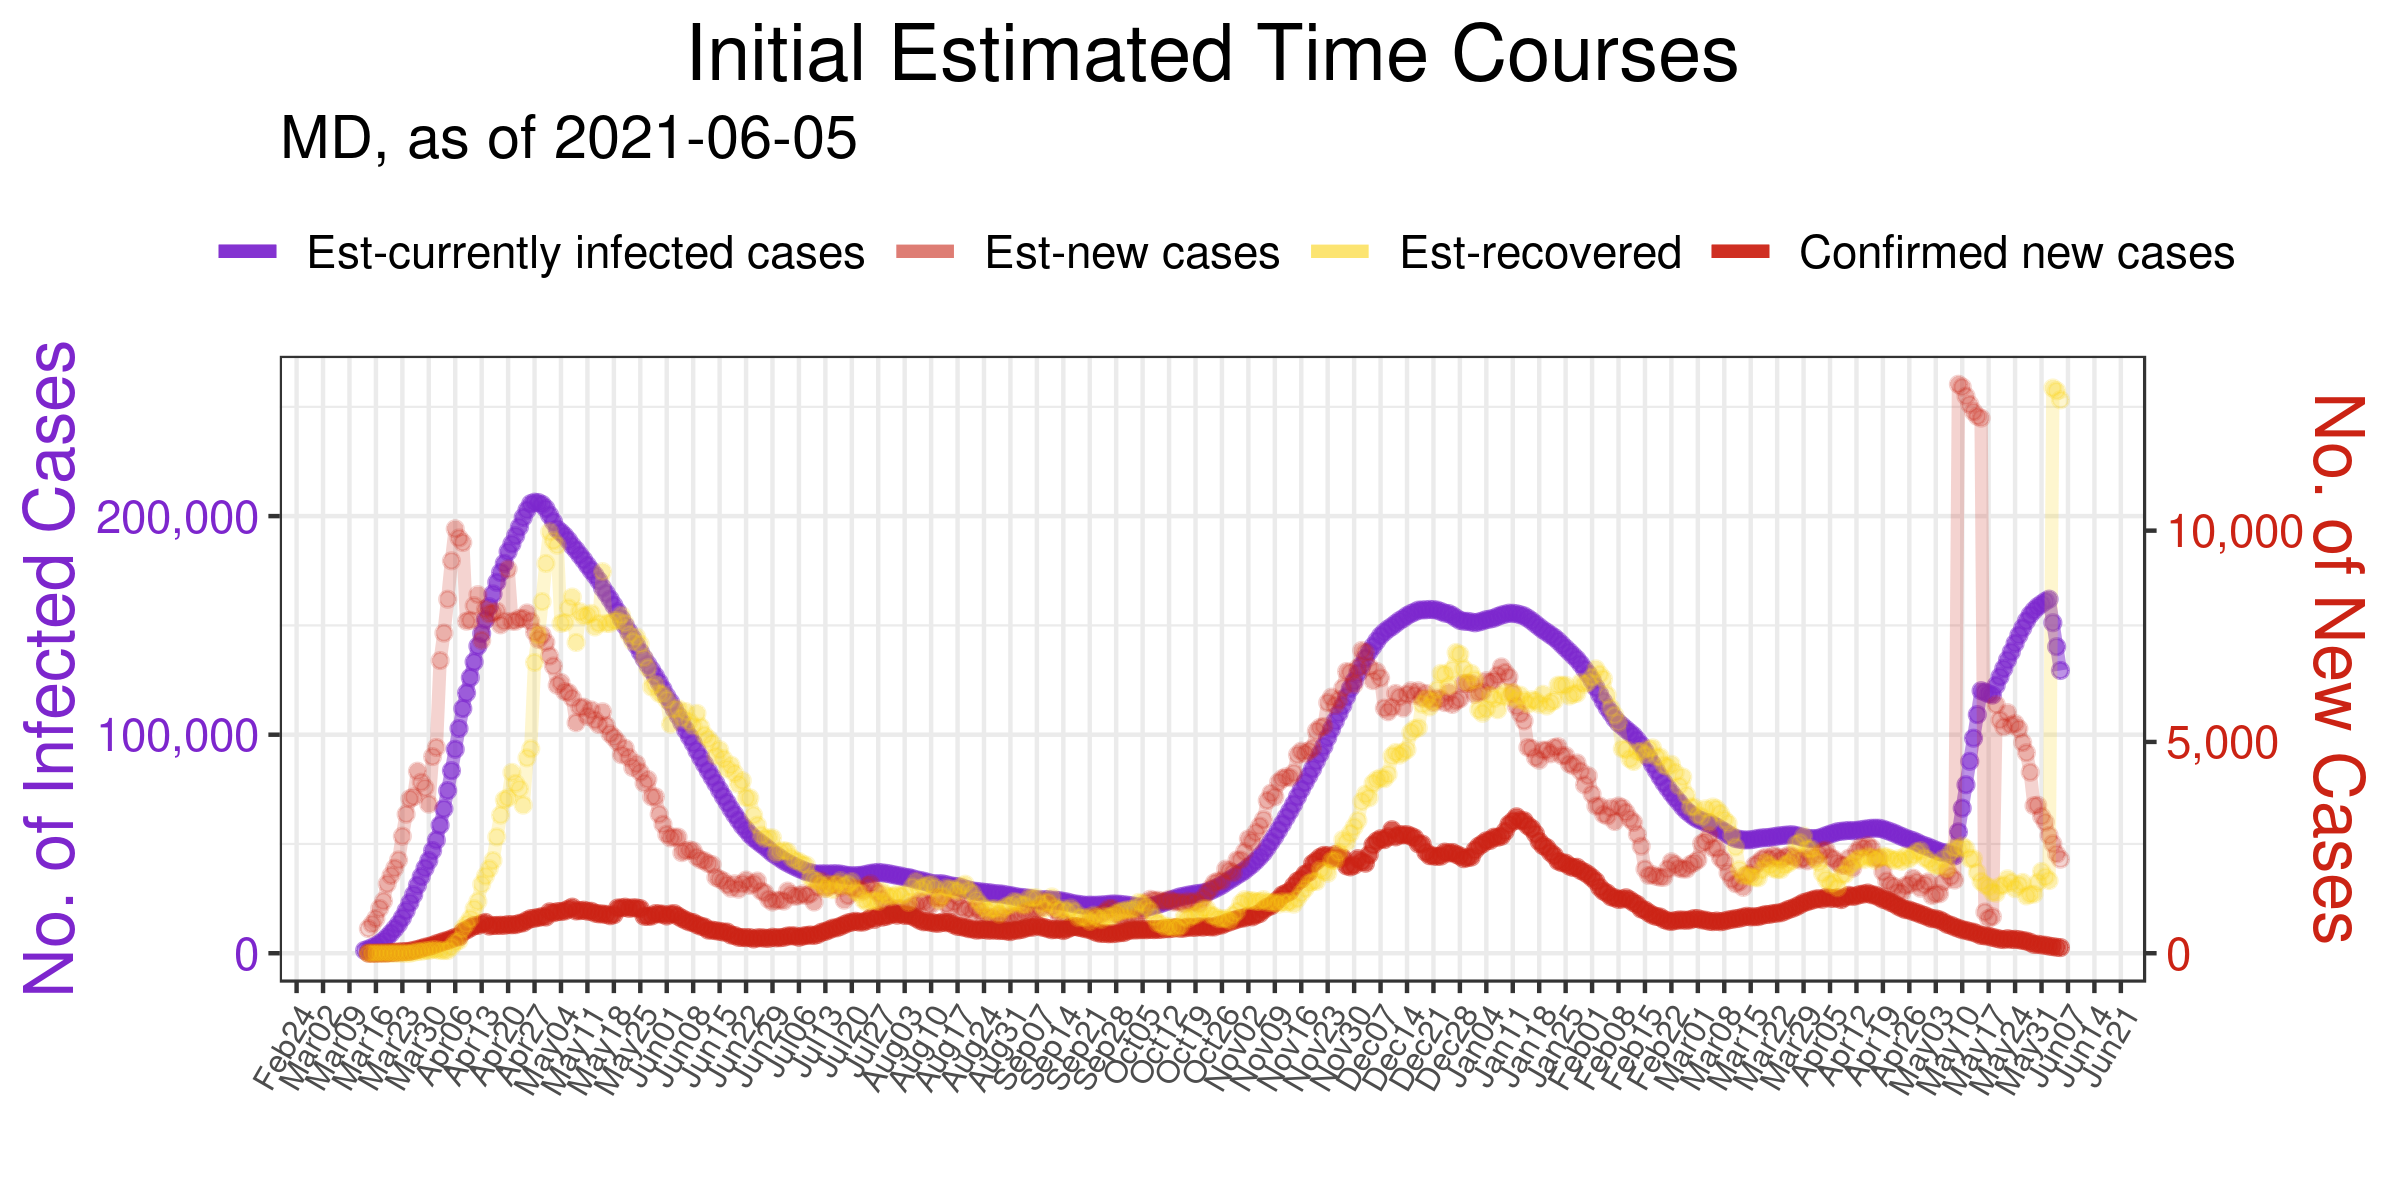 Initial Estimated Time Courses
MD, as of 2021-06-05
Est-currently infected cases
Est-new cases
Est-recovered
Confirmed new cases
No. of Infected Cases
200,000
100,000
0
10,000
5,000
0
No. of New Cases
Feb24
Mar02
Mar09
Mar16
Mar23
Mar30
Apr06
Apr13
Apr20
Apr27
May04
May11
May18
May25
Jun01
Jun08
Jun15
Jun22
Jun29
Jul06
Jul13
Jul20
Jul27
Aug03
Aug10
Aug17
Aug24
Aug31
Sep07
Sep14
Sep21
Sep28
Oct05
Oct12
Oct19
Oct26
Nov02
Nov09
Nov16
Nov23
Nov30
Dec07
Dec14
Dec21
Dec28
Jan04
Jan11
Jan18
Jan25
Feb01
Feb08
Feb15
Feb22
Mar01
Mar08
Mar15
Mar22
Mar29
Apr05
Apr12
Apr19
Apr26
May03
May10
May17
May24
May31
Jun07
Jun14
Jun21